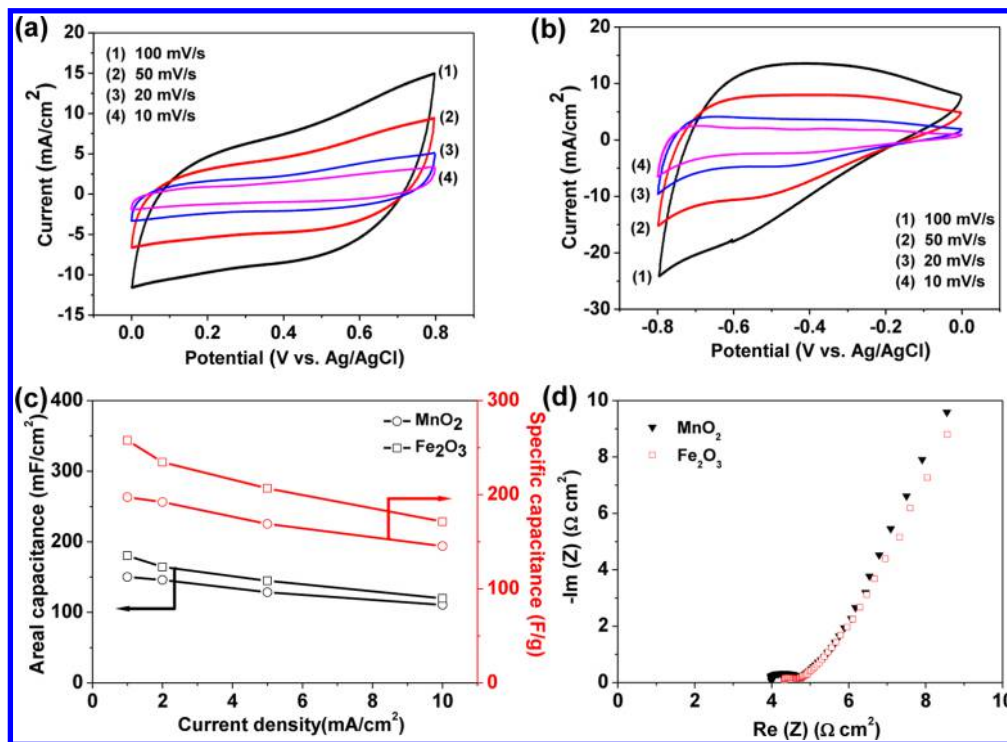 (a)
(1) 100 mV/s
(2) 50 mV/s
(3) 20 mV/s
(4) 10 mV/s
(1)
(2)
(3)
(4)
20
15
10
5
0
-5
-10
-15
Current (mA/cm2)
0.0 0.2 0.4 0.6 0.8
Potential (V vs. Ag/AgCl)
(b)
20
10
0
-10
-20
-30
Current (mA/cm2)
(4)
(3)
(2)
(1)
(1) 100 mV/s
(2) 50 mV/s
(3) 20 mV/s
(4) 10 mV/s
-0.8 -0.6 -0.4 -0.2 0.0
Potential (V vs. Ag/AgCl)
(c)
400
350
300
250
200
150
100
50
0
Areal capacitance (mF/cm2)
MnO2
Fe2O3
300
200
100
0
Specific capacitance (F/g)
0 2 4 6 8 10
Current density(mA/cm2)
(d)
10
8
6
4
2
0
-Im (Z) (Ω cm2)
MnO2
Fe2O3
0 2 4 6 8 10
Re (Z) (Ω cm2)